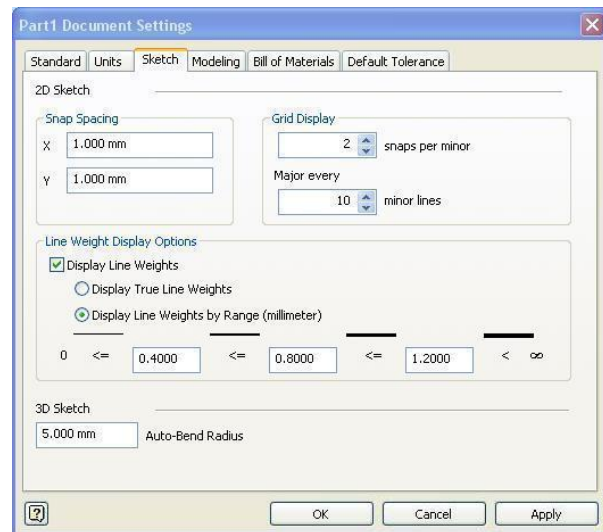 Part1 Document Settings
Standard Units Sketch Modeling Bill of Materials Default Tolerance
2D Sketch
Snap Spacing
X 1.000 mm
Y 1.000 mm
Grid Display
2 snaps per minor
Major every
10 minor lines
Line Weight Display Options
Display Line Weights
Display True Line Weights
Display Line Weights by Range (millimeter)
0 <= 0.4000 <= 0.8000 <= 1.2000 < ∞
3D Sketch
5.000 mm Auto-Bend Radius
? OK Cancel Apply